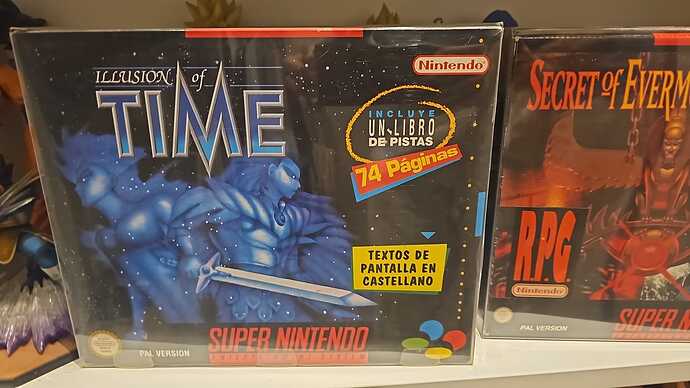 ILLUSION of
TIME
Nintendo
INCLUYE
UN LIBRO
DE PISTAS
74 Páginas
TEXTOS DE
PANTALLA EN
CASTELLANO
PAL VERSION
SUPER NINTENDO
SECRET OF EVERM
RPG
Nintendo
PAL VERSION
SUPER N